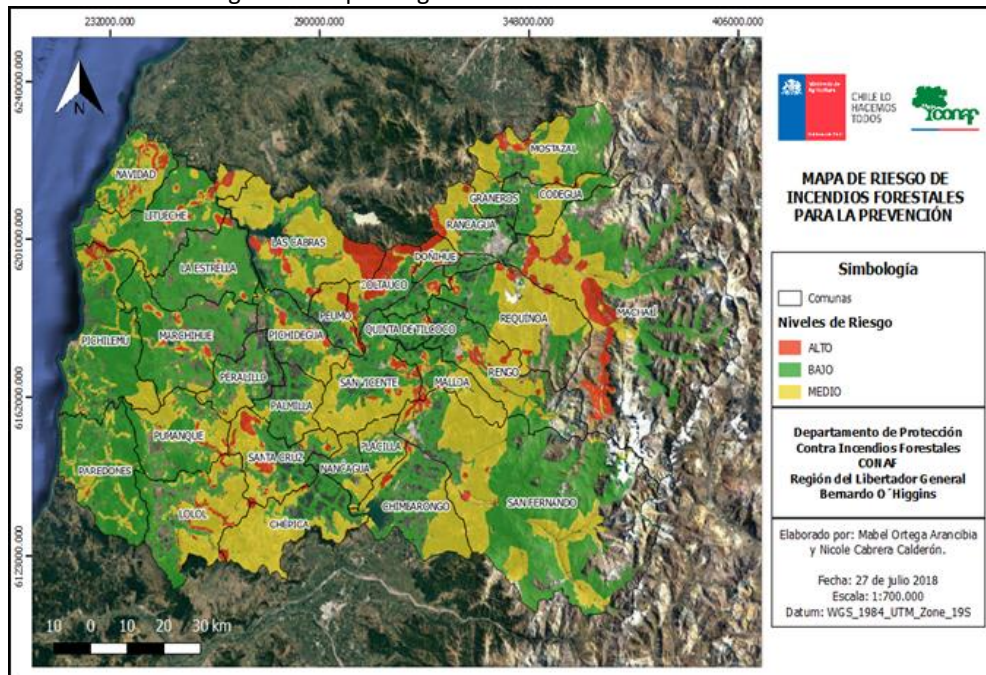 232000.000
290000.000
348000.000
406000.000
6240000.000
6201000.000
6162000.000
6123000.000
N
NAVIDAD
LITUECHE
LA ESTRELLA
LAS CABRAS
MOSTAZAL
GRANEROS
CODEGUA
RANCAGUA
DOÑIHUE
COLTAUCO
PEUMO
PICHIDEGUA
QUINTA DE TILCOCO
REQUINOA
MACHALI
PICHILEMU
MARCHIHUE
PERALILLO
SAN VICENTE
MALLOA
RENGO
PALMILLA
PUMANQUE
SANTA CRUZ
PLACILLA
NANCAGUA
PAREDONES
LOLOL
CHEPICA
CHIMBARONGO
SAN FERNANDO
10 0 10 20 30 km
CHILE LO
HACEMOS
TODOS
conaf
MAPA DE RIESGO DE
INCENDIOS FORESTALES
PARA LA PREVENCIÓN
Simbología
Comunas
Niveles de Riesgo
ALTO
BAJO
MEDIO
Departamento de Protección
Contra Incendios Forestales
CONAF
Región del Libertador General
Bernardo O´Higgins
Elaborado por: Mabel Ortega Arancibia
y Nicole Cabrera Calderón.
Fecha: 27 de julio 2018
Escala: 1:700.000
Datum: WGS_1984_UTM_Zone_19S